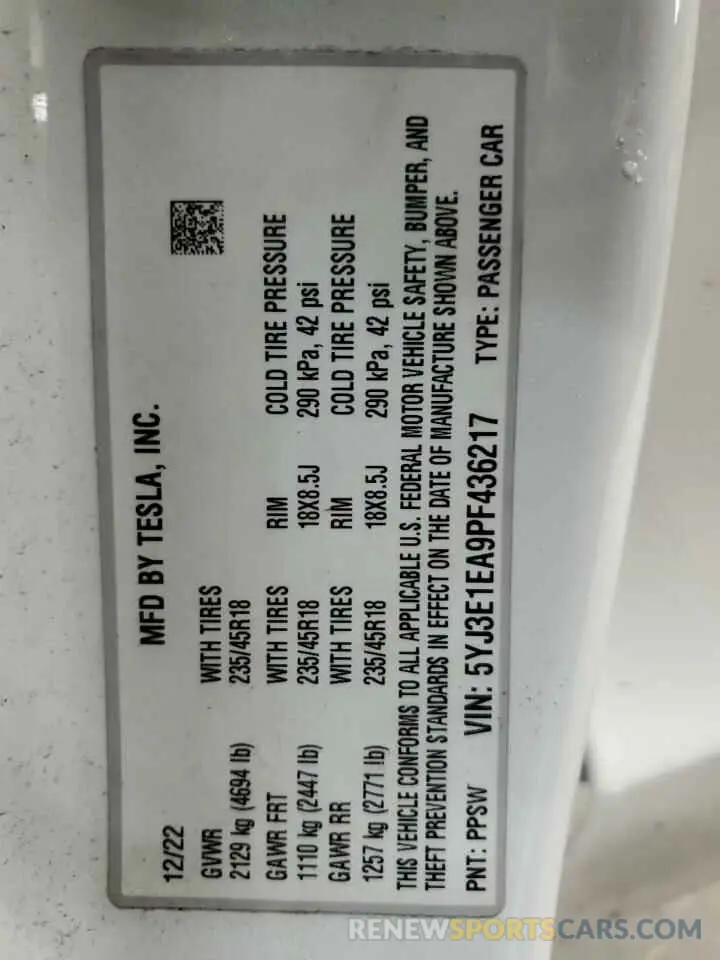 MFD BY TESLA, INC.
12/22
GVWR WITH TIRES
2129 kg (4694 lb) 235/45R18
GAWR FRT WITH TIRES RIM COLD TIRE PRESSURE
1110 kg (2447 lb) 235/45R18 18X8.5J 290 kPa, 42 psi
GAWR RR WITH TIRES RIM COLD TIRE PRESSURE
1257 kg (2771 lb) 235/45R18 18X8.5J 290 kPa, 42 psi
THIS VEHICLE CONFORMS TO ALL APPLICABLE U.S. FEDERAL MOTOR VEHICLE SAFETY, BUMPER, AND
THEFT PREVENTION STANDARDS IN EFFECT ON THE DATE OF MANUFACTURE SHOWN ABOVE.
PNT: PPSW VIN: 5YJ3E1EA9PF436217 TYPE: PASSENGER CAR
RENEWSPORTSCARS.COM